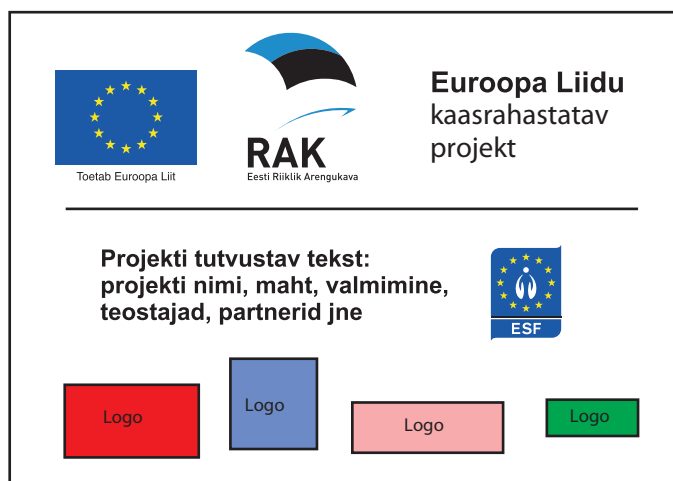 Toetab Euroopa Liit
RAK
Eesti Riiklik Arengukava
Euroopa Liidu
kaasrahastatav
projekt
Projekti tutvustav tekst:
projekti nimi, maht, valmimine,
teostajad, partnerid jne
ESF
Logo
Logo
Logo
Logo